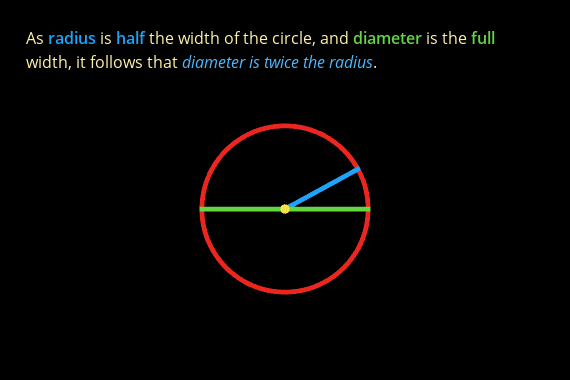 As radius is half the width of the circle, and diameter is the full
width, it follows that diameter is twice the radius.